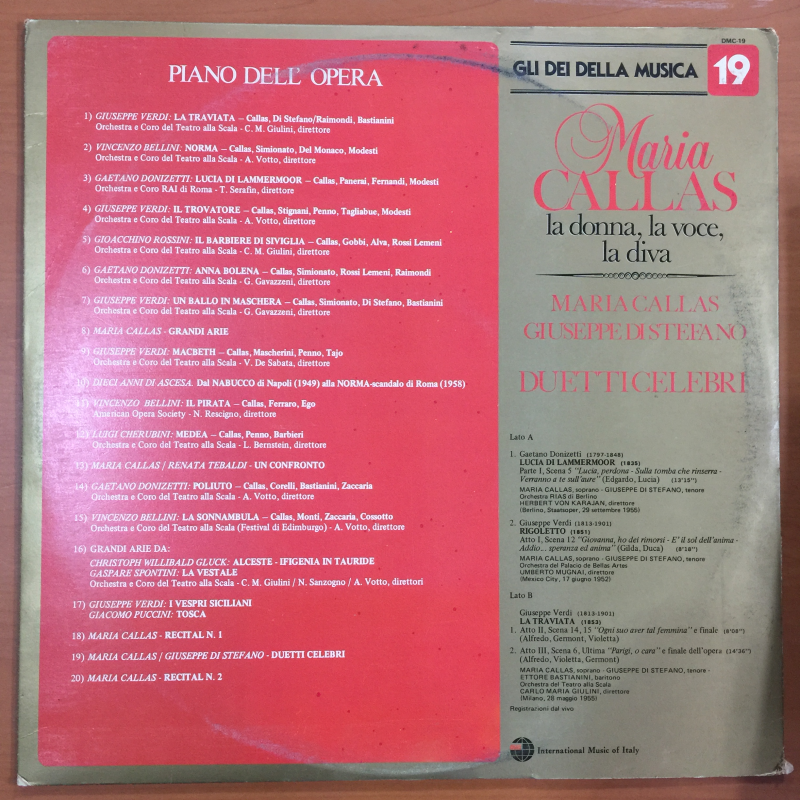 PIANO DELL' OPERA
1) GIUSEPPE VERDI: LA TRAVIATA – Callas, Di Stefano/Raimondi, Bastianini
Orchestra e Coro del Teatro alla Scala - C. M. Giulini, direttore
2) VINCENZO BELLINI: NORMA – Callas, Simionato, Del Monaco, Modesti
Orchestra e Coro del Teatro alla Scala - A. Votto, direttore
3) GAETANO DONIZETTI: LUCIA DI LAMMERMOOR – Callas, Panerai, Fernandi, Modesti
Orchestra e Coro RAI di Roma - T. Serafin, direttore
4) GIUSEPPE VERDI: IL TROVATORE – Callas, Stignani, Penno, Tagliabue, Modesti
Orchestra e Coro del Teatro alla Scala - A. Votto, direttore
5) GIOACCHINO ROSSINI: IL BARBIERE DI SIVIGLIA – Callas, Gobbi, Alva, Rossi Lemeni
Orchestra e Coro del Teatro alla Scala - C. M. Giulini, direttore
6) GAETANO DONIZETTI: ANNA BOLENA – Callas, Simionato, Rossi Lemeni, Raimondi
Orchestra e Coro del Teatro alla Scala - G. Gavazzeni, direttore
7) GIUSEPPE VERDI: UN BALLO IN MASCHERA – Callas, Simionato, Di Stefano, Bastianini
Orchestra e Coro del Teatro alla Scala - G. Gavazzeni, direttore
8) MARIA CALLAS - GRANDI ARIE
9) GIUSEPPE VERDI: MACBETH – Callas, Mascherini, Penno, Tajo
Orchestra e Coro del Teatro alla Scala - V. De Sabata, direttore
10) DIECI ANNI DI ASCESA. Dal NABUCCO di Napoli (1949) alla NORMA-scandalo di Roma (1958)
11) VINCENZO BELLINI: IL PIRATA – Callas, Ferraro, Ego
American Opera Society - N. Rescigno, direttore
12) LUIGI CHERUBINI: MEDEA – Callas, Penno, Barbieri
Orchestra e Coro del Teatro alla Scala - L. Bernstein, direttore
13) MARIA CALLAS / RENATA TEBALDI - UN CONFRONTO
14) GAETANO DONIZETTI: POLIUTO – Callas, Corelli, Bastianini, Zaccaria
Orchestra e Coro del Teatro alla Scala - A. Votto, direttore
15) VINCENZO BELLINI: LA SONNAMBULA – Callas, Monti, Zaccaria, Cossotto
Orchestra e Coro del Teatro alla Scala (Festival di Edimburgo) - A. Votto, direttore
16) GRANDI ARIE DA:
CHRISTOPH WILLIBALD GLUCK: ALCESTE - IFIGENIA IN TAURIDE
GASPARE SPONTINI: LA VESTALE
Orchestra e Coro del Teatro alla Scala - C. M. Giulini / N. Sanzogno / A. Votto, direttori
17) GIUSEPPE VERDI: I VESPRI SICILIANI
GIACOMO PUCCINI: TOSCA
18) MARIA CALLAS - RECITAL N. 1
19) MARIA CALLAS / GIUSEPPE DI STEFANO - DUETTI CELEBRI
20) MARIA CALLAS - RECITAL N. 2
DMC-19
GLI DEI DELLA MUSICA 19
Maria
CALLAS
la donna, la voce,
la diva
MARIA CALLAS
GIUSEPPE DI STEFANO
DUETTI CELEBRI
Lato A
1. Gaetano Donizetti (1797-1848)
LUCIA DI LAMMERMOOR (1835)
Parte I, Scena 5 "Lucia, perdona - Sulla tomba che rinserra -
Verranno a te sull'aure" (Edgardo, Lucia) (13'15")
MARIA CALLAS, soprano - GIUSEPPE DI STEFANO, tenore
Orchestra RIAS di Berlino
HERBERT VON KARAJAN, direttore
(Berlino, Staatsoper, 29 settembre 1955)
2. Giuseppe Verdi (1813-1901)
RIGOLETTO (1851)
Atto I, Scena 12 "Giovanna, ho dei rimorsi - E' il sol dell'anima -
Addio... speranza ed anima" (Gilda, Duca) (8'18")
MARIA CALLAS, soprano - GIUSEPPE DI STEFANO, tenore
Orchestra del Palacio de Bellas Artes
UMBERTO MUGNAI, direttore
(Mexico City, 17 giugno 1952)
Lato B
Giuseppe Verdi (1813-1901)
LA TRAVIATA (1853)
1. Atto II, Scena 14, 15 "Ogni suo aver tal femmina" e finale (8'08")
(Alfredo, Germont, Violetta)
2. Atto III, Scena 6, Ultima "Parigi, o cara" e finale dell'opera (14'36")
(Alfredo, Violetta, Germont)
MARIA CALLAS, soprano - GIUSEPPE DI STEFANO, tenore -
ETTORE BASTIANINI, baritono
Orchestra del Teatro alla Scala
CARLO MARIA GIULINI, direttore
(Milano, 28 maggio 1955)
Registrazioni dal vivo
International Music of Italy